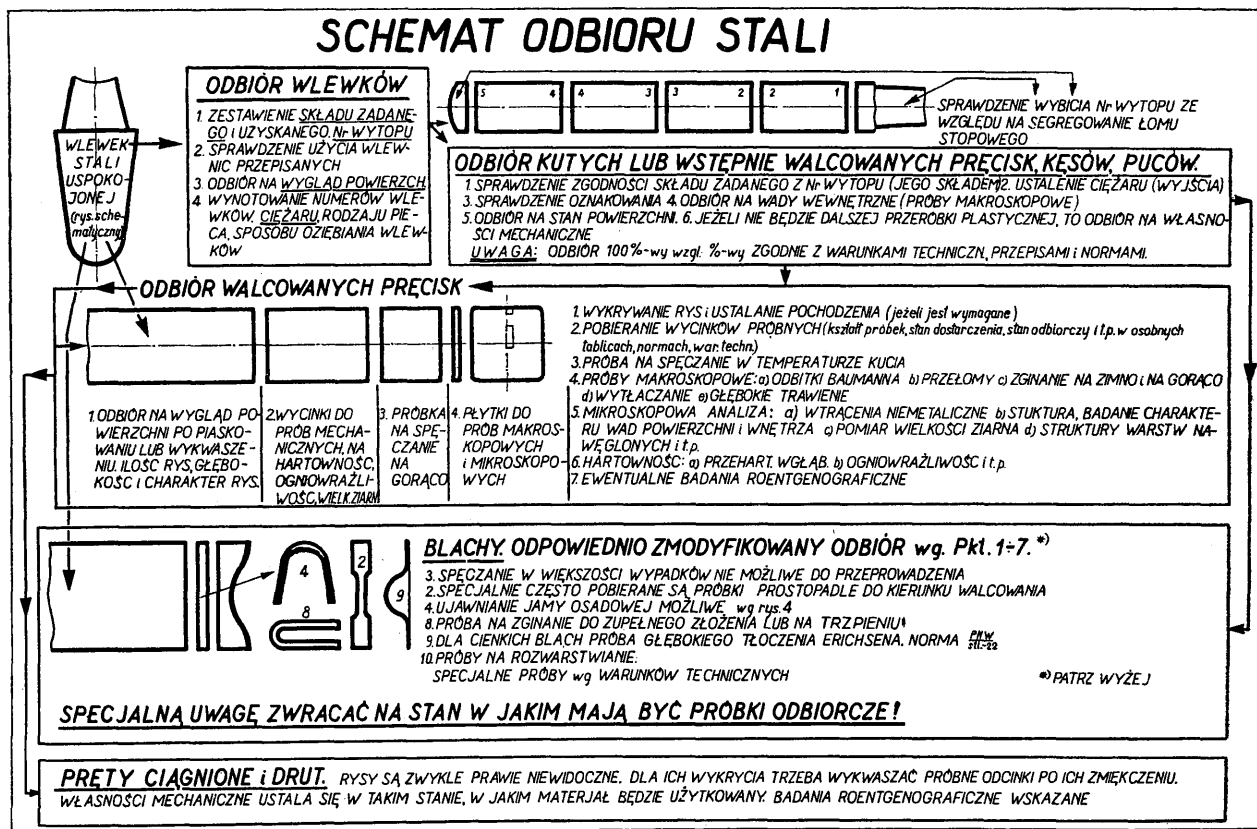 SCHEMAT ODBIORU STALI
WLEWEK
STALI
USPOKO-
JONEJ
(rys.sche-
matyczny)
ODBIÓR WLEWKÓW
1. ZESTAWIENIE SKŁADU ZADANE-
GO i UZYSKANEGO, Nr WYTOPU
2. SPRAWDZENIE UŻYCIA WLEW-
NIC PRZEPISANYCH
3. ODBIÓR NA WYGLĄD POWIERZCH.
4. WYNOTOWANIE NUMERÓW WLE-
WKÓW, CIĘŻARU, RODZAJU PIE-
CA, SPOSOBU OZIĘBIANIA WLEW-
KÓW
5 4 4 3 3 2 2 1
SPRAWDZENIE WYBICIA Nr WYTOPU ZE
WZGLĘDU NA SEGREGOWANIE ŁOMU
STOPOWEGO
ODBIÓR KUTYCH LUB WSTĘPNIE WALCOWANYCH PRĘCISK, KĘSÓW, PUCÓW.
1. SPRAWDZENIE ZGODNOŚCI SKŁADU ZADANEGO Z Nr WYTOPU (JEGO SKŁADEM) 2. USTALENIE CIĘŻARU (WYJŚCIA)
3. SPRAWDZENIE OZNAKOWANIA 4. ODBIÓR NA WADY WEWNĘTRZNE (PRÓBY MAKROSKOPOWE)
5. ODBIÓR NA STAN POWIERZCHNI. 6. JEŻELI NIE BĘDZIE DALSZEJ PRZERÓBKI PLASTYCZNEJ, TO ODBIÓR NA WŁASNO-
ŚCI MECHANICZNE
UWAGA: ODBIÓR 100%-wy wzgl. %-wy ZGODNIE Z WARUNKAMI TECHNICZN., PRZEPISAMI i NORMAMI.
ODBIÓR WALCOWANYCH PRĘCISK
1. ODBIÓR NA WYGLĄD PO-
WIERZCHNI PO PIASKO-
WANIU LUB WYKWASZE-
NIU. ILOŚĆ RYS, GŁĘBO-
KOŚĆ i CHARAKTER RYS.
2. WYCINKI DO
PRÓB MECHA-
NICZNYCH, NA
HARTOWNOŚĆ,
OGNIOWRAŻLI-
WOŚĆ, WIELK. ZIARN
3. PRÓBKA
NA SPĘ-
CZANIE
NA
GORĄCO
4. PŁYTKI DO
PRÓB MAKROS-
KOPOWYCH
i MIKROSKOPO-
WYCH
1. WYKRYWANIE RYS i USTALANIE POCHODZENIA (jeżeli jest wymagane)
2. POBIERANIE WYCINKÓW PRÓBNYCH (kształt próbek, stan dostarczenia, stan odbiorczy i t.p. w osobnych
tablicach, normach, war. techn.)
3. PRÓBA NA SPĘCZANIE W TEMPERATURZE KUCIA
4. PRÓBY MAKROSKOPOWE: a) ODBITKI BAUMANNA b) PRZEŁOMY c) ZGINANIE NA ZIMNO i NA GORĄCO
d) WYTŁACZANIE e) GŁĘBOKIE TRAWIENIE
5. MIKROSKOPOWA ANALIZA: a) WTRĄCENIA NIEMETALICZNE b) STUKTURA, BADANIE CHARAKTE-
RU WAD POWIERZCHNI i WNĘTRZA c) POMIAR WIELKOŚCI ZIARNA d) STRUKTURY WARSTW NA-
WĘGLONYCH i t.p.
6. HARTOWNOŚĆ: a) PRZEHART. WGŁĄB. b) OGNIOWRAŻLIWOŚĆ i t.p.
7. EWENTUALNE BADANIA ROENTGENOGRAFICZNE
4
8
2
9
BLACHY. ODPOWIEDNIO ZMODYFIKOWANY ODBIÓR wg. Pkt. 1÷7. *)
3. SPĘCZANIE W WIĘKSZOŚCI WYPADKÓW NIE MOŻLIWE DO PRZEPROWADZENIA
2. SPECJALNIE CZĘSTO POBIERANE SĄ PRÓBKI PROSTOPADLE DO KIERUNKU WALCOWANIA
4. UJAWNIANIE JAMY OSADOWEJ MOŻLIWE wg rys. 4
8. PRÓBA NA ZGINANIE DO ZUPEŁNEGO ZŁOŻENIA LUB NA TRZPIENIU
9. DLA CIENKICH BLACH PRÓBA GŁĘBOKIEGO TŁOCZENIA ERICHSENA. NORMA
10. PRÓBY NA ROZWARSTWIANIE.
SPECJALNE PRÓBY wg WARUNKÓW TECHNICZNYCH
*) PATRZ WYŻEJ
SPECJALNĄ UWAGĘ ZWRACAĆ NA STAN W JAKIM MAJĄ BYĆ PRÓBKI ODBIORCZE!
PRĘTY CIĄGNIONE i DRUT. RYSY SĄ ZWYKLE PRAWIE NIEWIDOCZNE. DLA ICH WYKRYCIA TRZEBA WYKWASZAĆ PRÓBNE ODCINKI PO ICH ZMIĘKCZENIU.
WŁASNOŚCI MECHANICZNE USTALA SIĘ W TAKIM STANIE, W JAKIM MATERJAŁ BĘDZIE UŻYTKOWANY. BADANIA ROENTGENOGRAFICZNE WSKAZANE